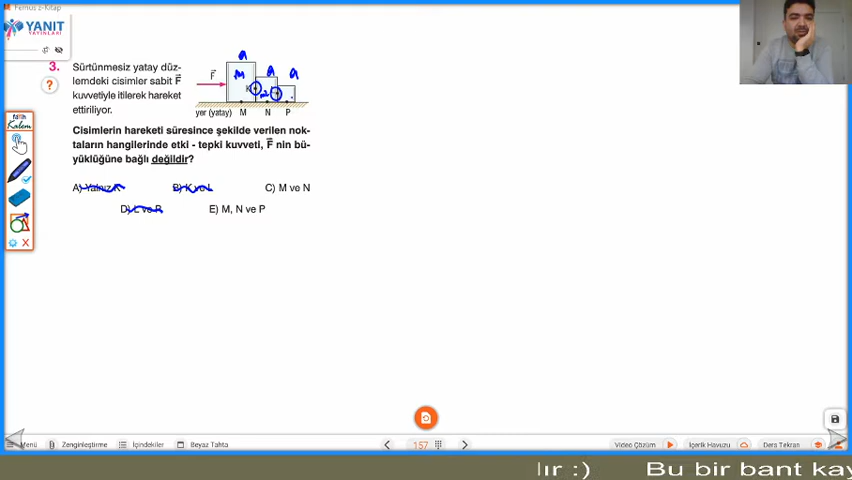 Fernus z-Kitap
YANIT
YAYINLARI
3. Sürtünmesiz yatay düz-
lemdeki cisimler sabit F
kuvvetiyle itilerek hareket
ettiriliyor.
a
a
a
F
M
K
yer (yatay) M N P
Cisimlerin hareketi süresince şekilde verilen nok-
taların hangilerinde etki - tepki kuvveti, F nin bü-
yüklüğüne bağlı değildir?
A) Yalnız K B) K ve L C) M ve N
D) L ve P E) M, N ve P
fatih
Kalem
Menü Zenginleştirme İçindekiler Beyaz Tahta 157 Video Çözüm İçerik Havuzu Ders Tekran
lır :) Bu bir bant kay